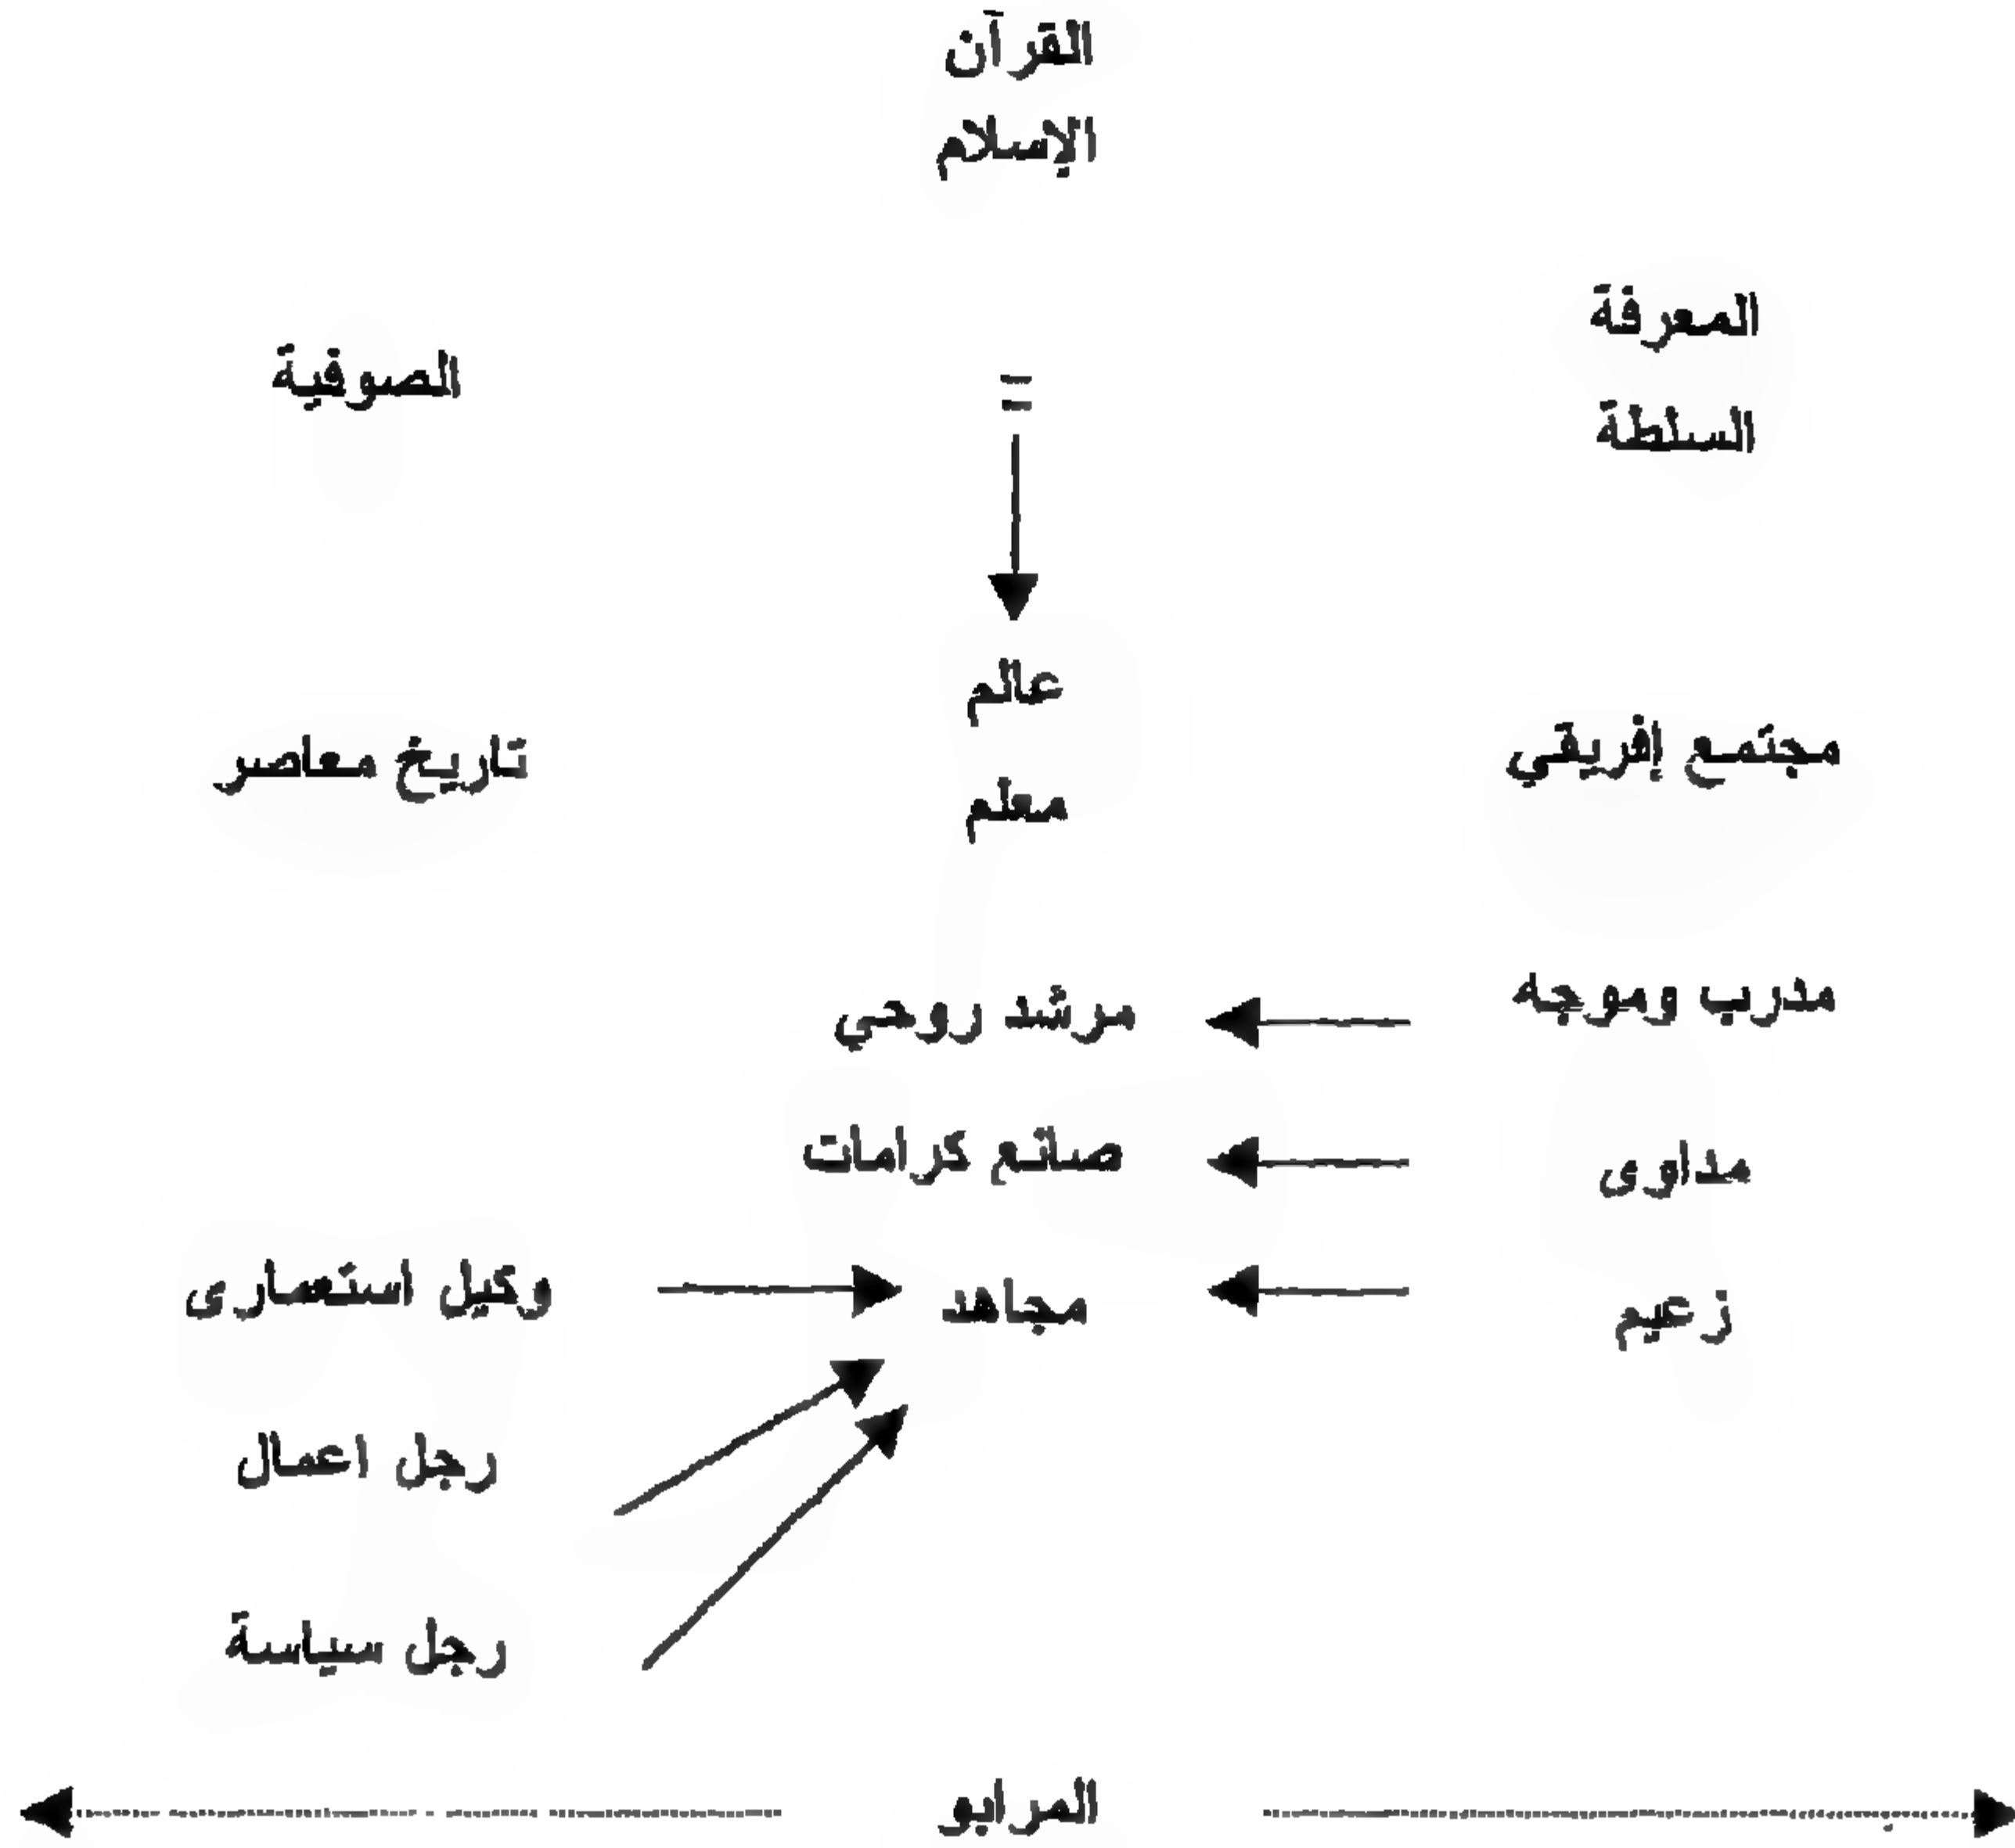 القرآن
الإسلام
المعرفة
السلطة
=
الصوفية
عالم
معلم
مجتمع إفريقي
تاريخ معاصر
مدرب وموجه
مرشد روحي
مداوى
صانع كرامات
زعيم
مجاهد
وكيل استعمارى
رجل اعمال
رجل سياسة
المرابو